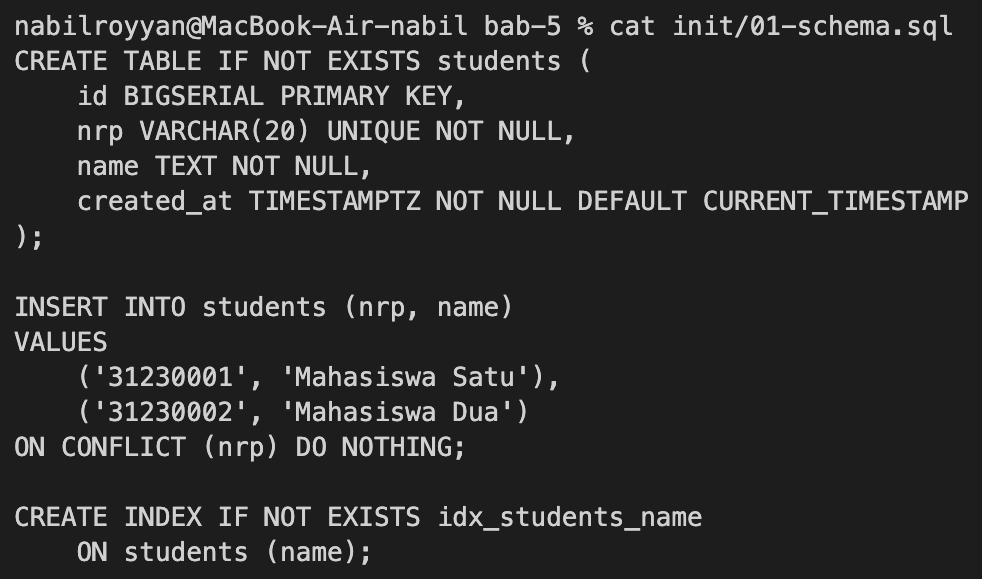 nabilroyyan@MacBook-Air-nabil bab-5 % cat init/01-schema.sql
CREATE TABLE IF NOT EXISTS students (
    id BIGSERIAL PRIMARY KEY,
    nrp VARCHAR(20) UNIQUE NOT NULL,
    name TEXT NOT NULL,
    created_at TIMESTAMPTZ NOT NULL DEFAULT CURRENT_TIMESTAMP
);

INSERT INTO students (nrp, name)
VALUES
    ('31230001', 'Mahasiswa Satu'),
    ('31230002', 'Mahasiswa Dua')
ON CONFLICT (nrp) DO NOTHING;

CREATE INDEX IF NOT EXISTS idx_students_name
    ON students (name);